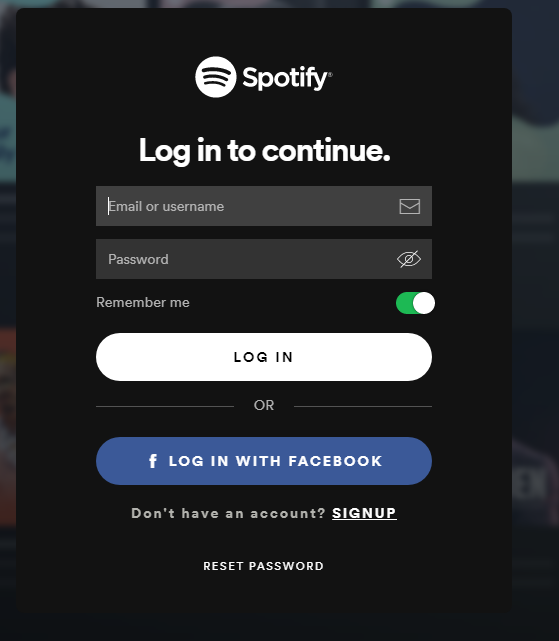 Spotify®
Log in to continue.
Email or username
Password
Remember me
LOG IN
OR
f LOG IN WITH FACEBOOK
Don't have an account? SIGNUP
RESET PASSWORD